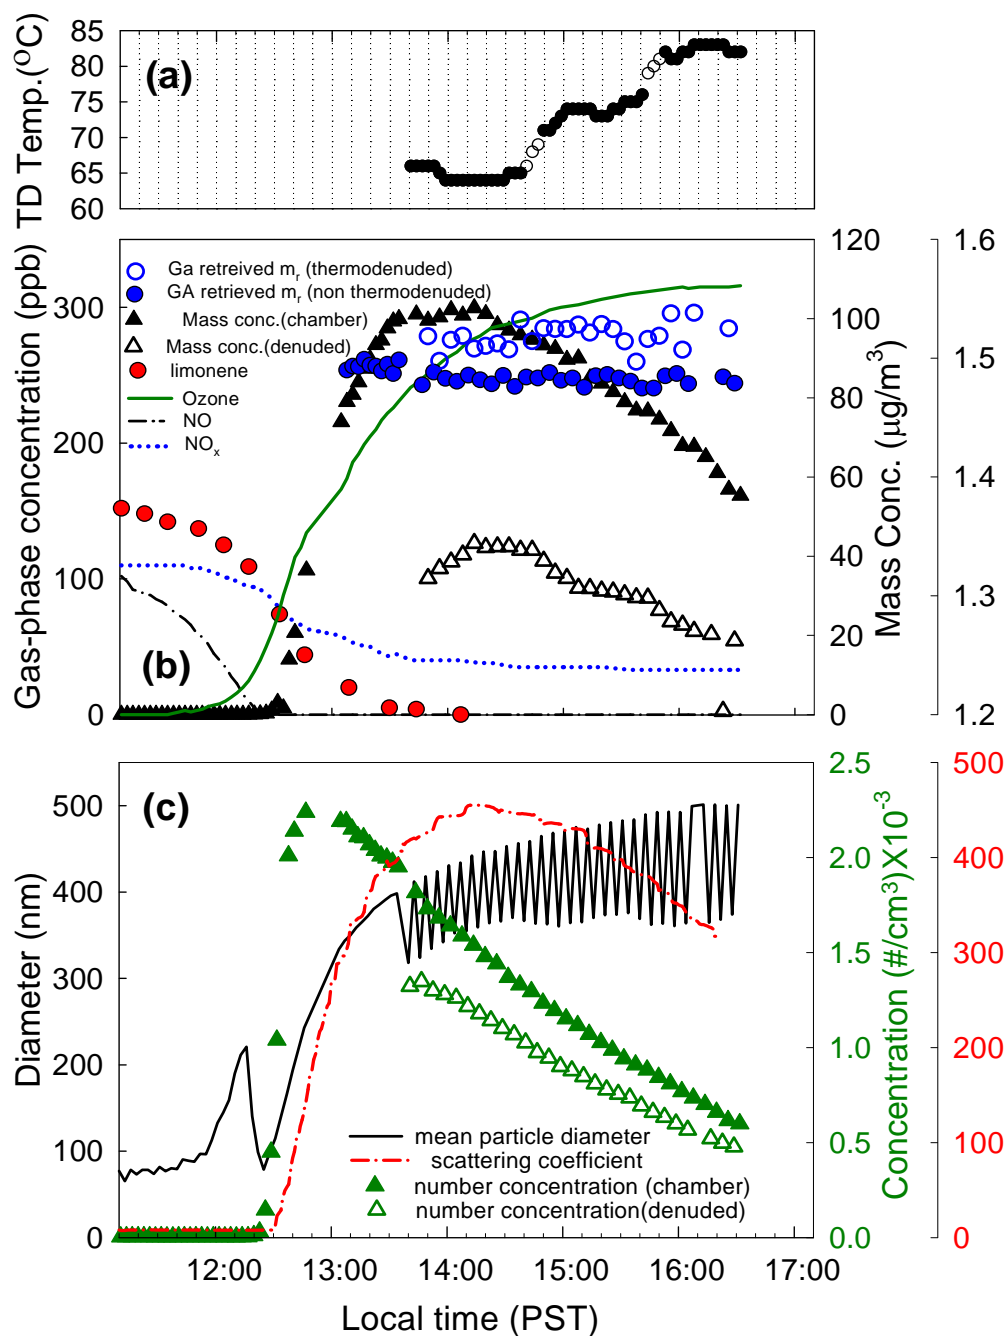 TD Temp.(°C)
85
80
75
70
65
60
(a)
Gas-phase concentration (ppb)
300
200
100
0
Ga retreived m_r (thermodenuded)
GA retrieved m_r (non thermodenuded)
Mass conc.(chamber)
Mass conc.(denuded)
limonene
Ozone
NO
NO_x
(b)
120
100
80
60
40
20
0
Mass Conc. (μg/m³)
1.6
1.5
1.4
1.3
1.2
(c)
Diameter (nm)
500
400
300
200
100
0
mean particle diameter
scattering coefficient
number concentration (chamber)
number concentration(denuded)
2.5
2.0
1.5
1.0
0.5
0.0
Concentration (#/cm³)X10⁻³
500
400
300
200
100
0
12:00 13:00 14:00 15:00 16:00 17:00
Local time (PST)